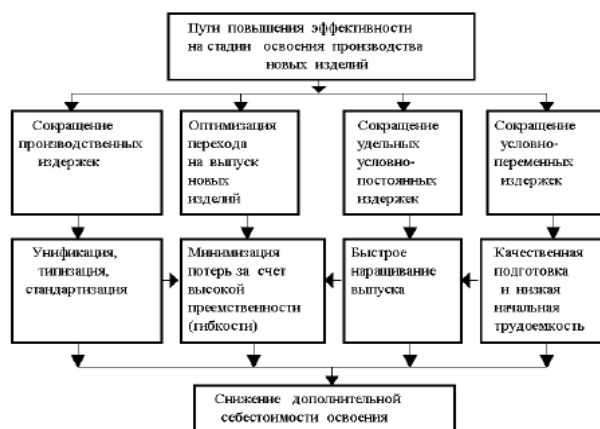 Пути повышения эффективности
на стадии освоения производства
новых изделий
Сокращение
производственных
издержек
Оптимизация
перехода
на выпуск
новых
изделий
Сокращение
удельных
условно-
постоянных
издержек
Сокращение
условно-
переменных
издержек
Унификация,
типизация,
стандартизация
Минимизация
потерь за счет
высокой
преемственности
(гибкости)
Быстрое
наращивание
выпуска
Качественная
подготовка
и низкая
начальная
трудоемкость
Снижение дополнительной
себестоимости освоения